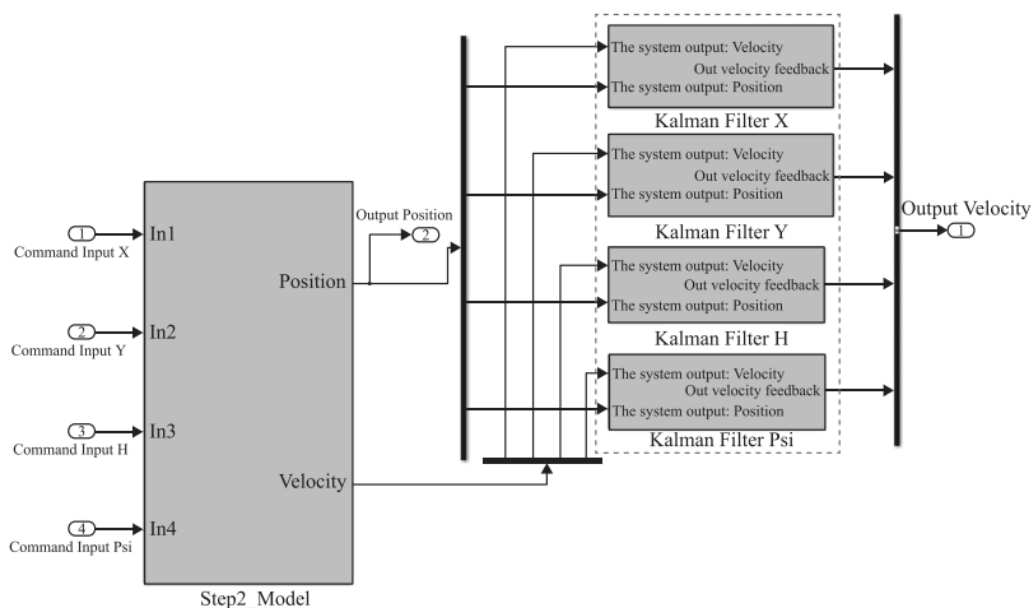 1
Command Input X
2
Command Input Y
3
Command Input H
4
Command Input Psi
In1
In2
In3
In4
Position
Velocity
Step2_Model
Output Position
2
The system output: Velocity
Out velocity feedback
The system output: Position
Kalman Filter X
The system output: Velocity
Out velocity feedback
The system output: Position
Kalman Filter Y
The system output: Velocity
Out velocity feedback
The system output: Position
Kalman Filter H
The system output: Velocity
Out velocity feedback
The system output: Position
Kalman Filter Psi
Output Velocity
1